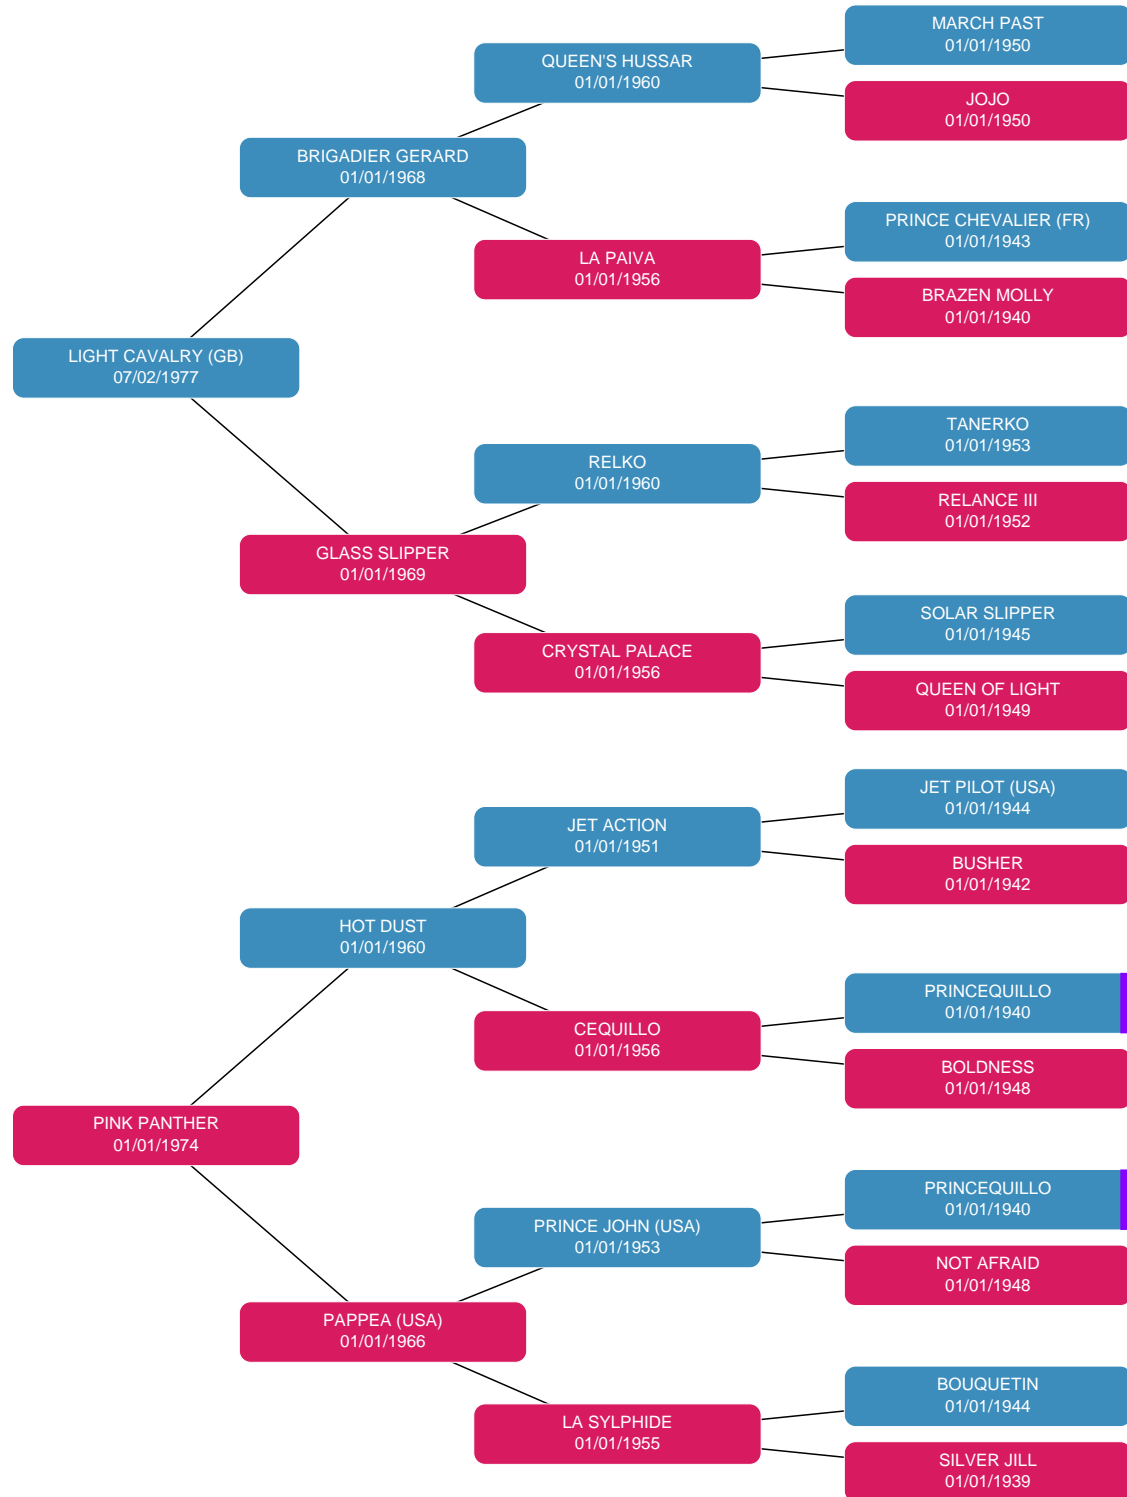 MARCH PAST
01/01/1950
QUEEN'S HUSSAR
01/01/1960
JOJO
01/01/1950
BRIGADIER GERARD
01/01/1968
PRINCE CHEVALIER (FR)
01/01/1943
LA PAIVA
01/01/1956
BRAZEN MOLLY
01/01/1940
LIGHT CAVALRY (GB)
07/02/1977
TANERKO
01/01/1953
RELKO
01/01/1960
RELANCE III
01/01/1952
GLASS SLIPPER
01/01/1969
SOLAR SLIPPER
01/01/1945
CRYSTAL PALACE
01/01/1956
QUEEN OF LIGHT
01/01/1949
JET PILOT (USA)
01/01/1944
JET ACTION
01/01/1951
BUSHER
01/01/1942
HOT DUST
01/01/1960
PRINCEQUILLO
01/01/1940
CEQUILLO
01/01/1956
BOLDNESS
01/01/1948
PINK PANTHER
01/01/1974
PRINCEQUILLO
01/01/1940
PRINCE JOHN (USA)
01/01/1953
NOT AFRAID
01/01/1948
PAPPEA (USA)
01/01/1966
BOUQUETIN
01/01/1944
LA SYLPHIDE
01/01/1955
SILVER JILL
01/01/1939